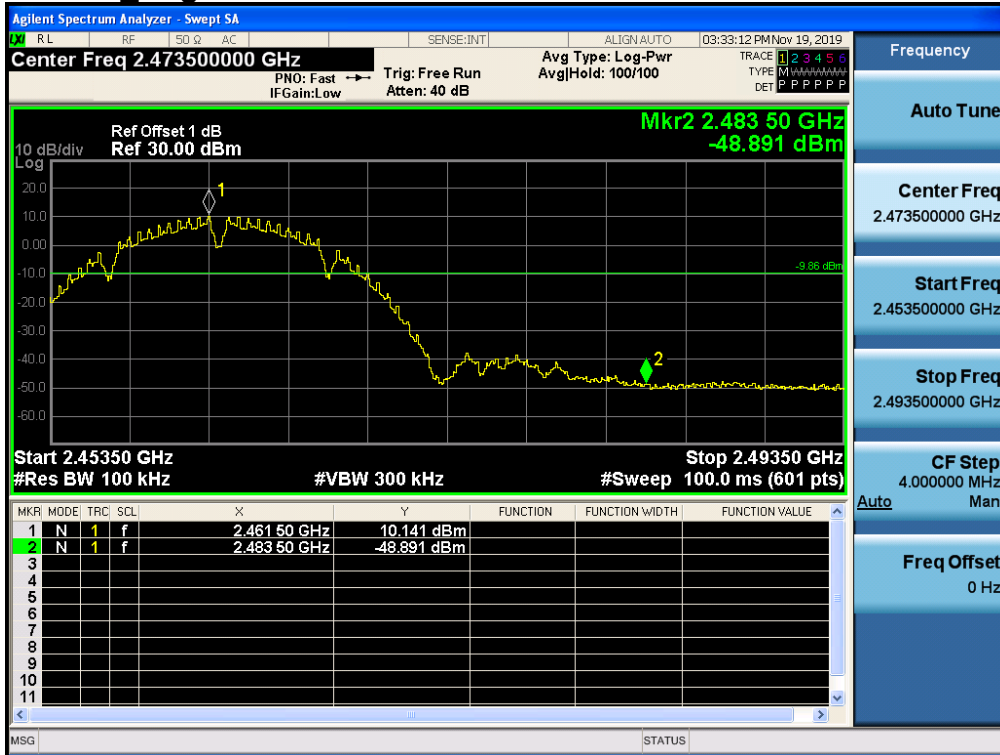 Agilent Spectrum Analyzer - Swept SA
LXI RL RF 50 Ω AC SENSE:INT ALIGN AUTO 03:33:12 PM Nov 19, 2019
Center Freq 2.473500000 GHz
PNO: Fast
IFGain:Low
Trig: Free Run
Atten: 40 dB
Avg Type: Log-Pwr
Avg|Hold: 100/100
TRACE 1 2 3 4 5 6
TYPE M
DET P P P P P P
Mkr2 2.483 50 GHz
-48.891 dBm
Ref Offset 1 dB
10 dB/div Ref 30.00 dBm
Log
20.0
10.0
0.00
-10.0
-20.0
-30.0
-40.0
-50.0
-60.0
1
-9.86 dBm
2
Start 2.45350 GHz Stop 2.49350 GHz
#Res BW 100 kHz #VBW 300 kHz #Sweep 100.0 ms (601 pts)
MKR MODE TRC SCL X Y FUNCTION FUNCTION WIDTH FUNCTION VALUE
1 N 1 f 2.461 50 GHz 10.141 dBm
2 N 1 f 2.483 50 GHz -48.891 dBm
3
4
5
6
7
8
9
10
11
MSG STATUS
Frequency
Auto Tune
Center Freq
2.473500000 GHz
Start Freq
2.453500000 GHz
Stop Freq
2.493500000 GHz
CF Step
4.000000 MHz
Auto Man
Freq Offset
0 Hz